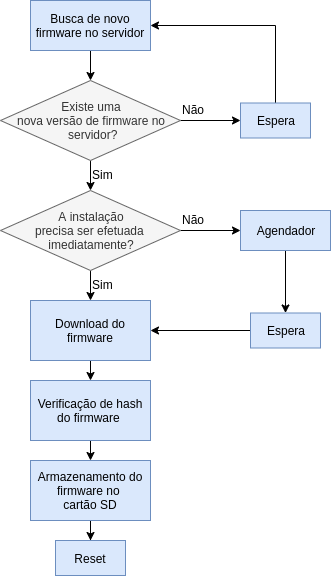 Busca de novo
firmware no servidor
Existe uma
nova versão de firmware no
servidor?
Não
Espera
Sim
A instalação
precisa ser efetuada
imediatamente?
Não
Agendador
Sim
Download do
firmware
Espera
Verificação de hash
do firmware
Armazenamento do
firmware no
cartão SD
Reset